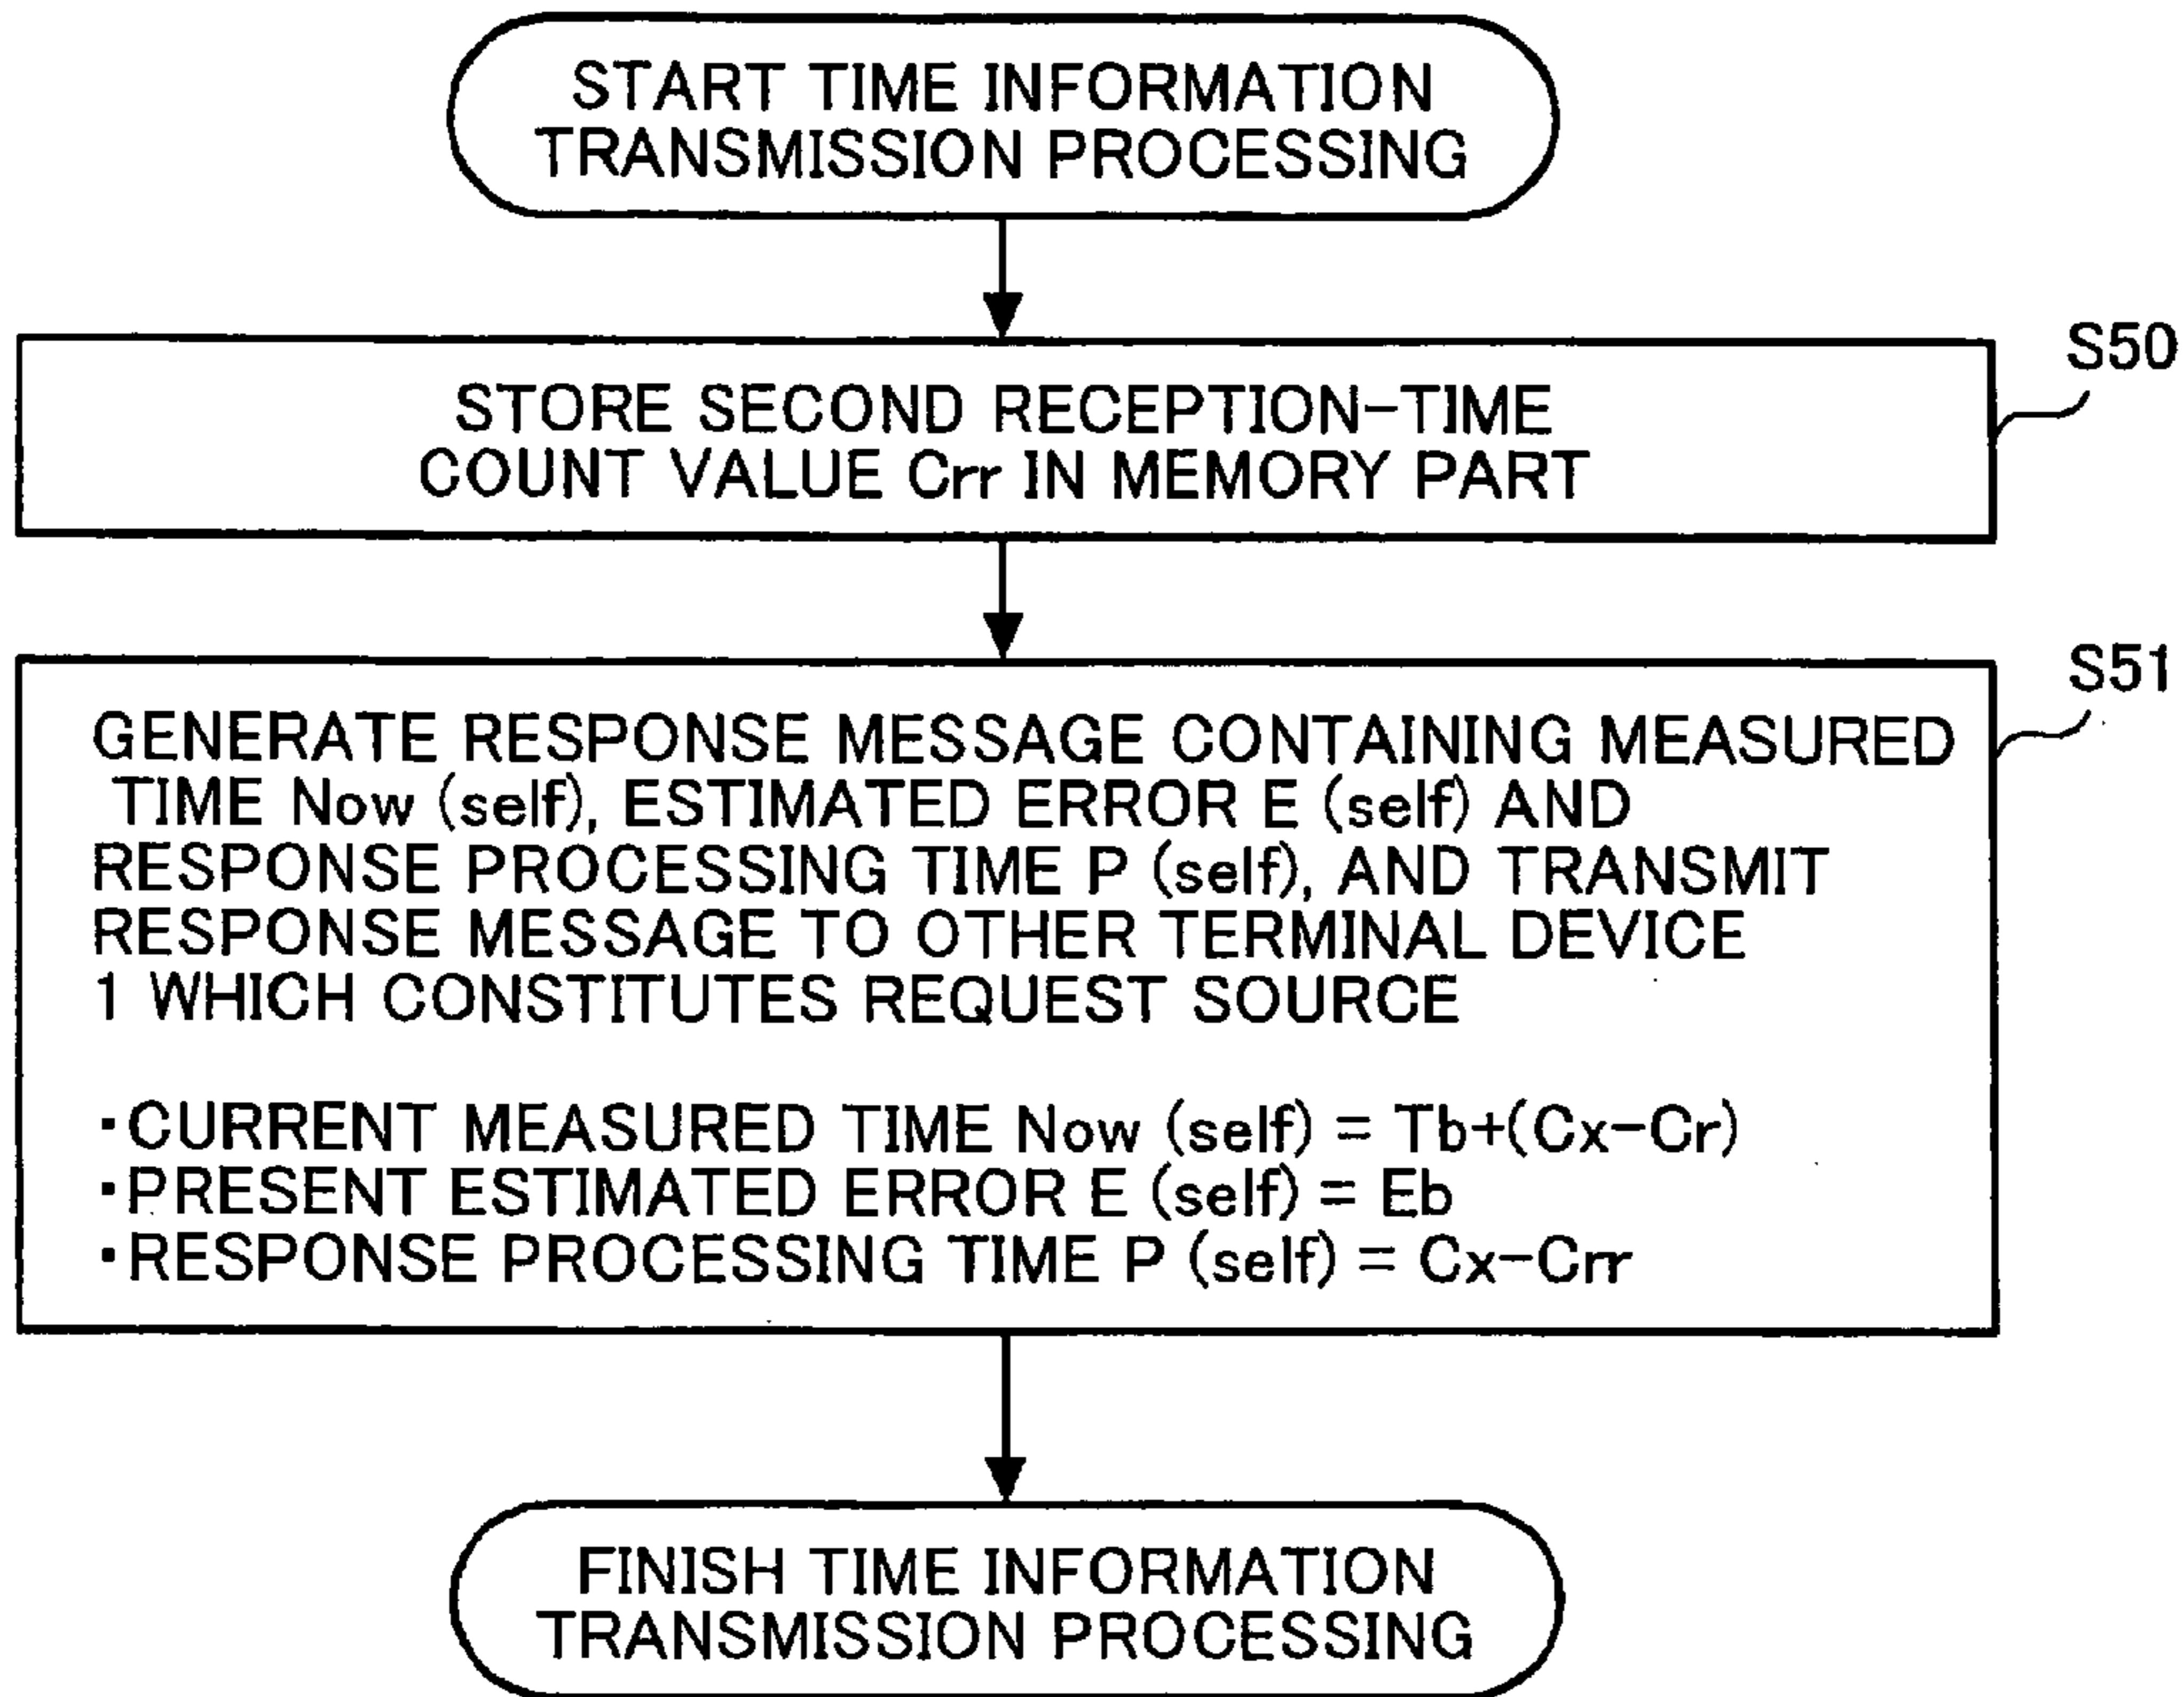 START TIME INFORMATION
TRANSMISSION PROCESSING
S50
STORE SECOND RECEPTION-TIME
COUNT VALUE Crr IN MEMORY PART
S51
GENERATE RESPONSE MESSAGE CONTAINING MEASURED
TIME Now (self), ESTIMATED ERROR E (self) AND
RESPONSE PROCESSING TIME P (self), AND TRANSMIT
RESPONSE MESSAGE TO OTHER TERMINAL DEVICE
1 WHICH CONSTITUTES REQUEST SOURCE
・CURRENT MEASURED TIME Now (self) = Tb+(Cx-Cr)
・PRESENT ESTIMATED ERROR E (self) = Eb
・RESPONSE PROCESSING TIME P (self) = Cx-Crr
FINISH TIME INFORMATION
TRANSMISSION PROCESSING